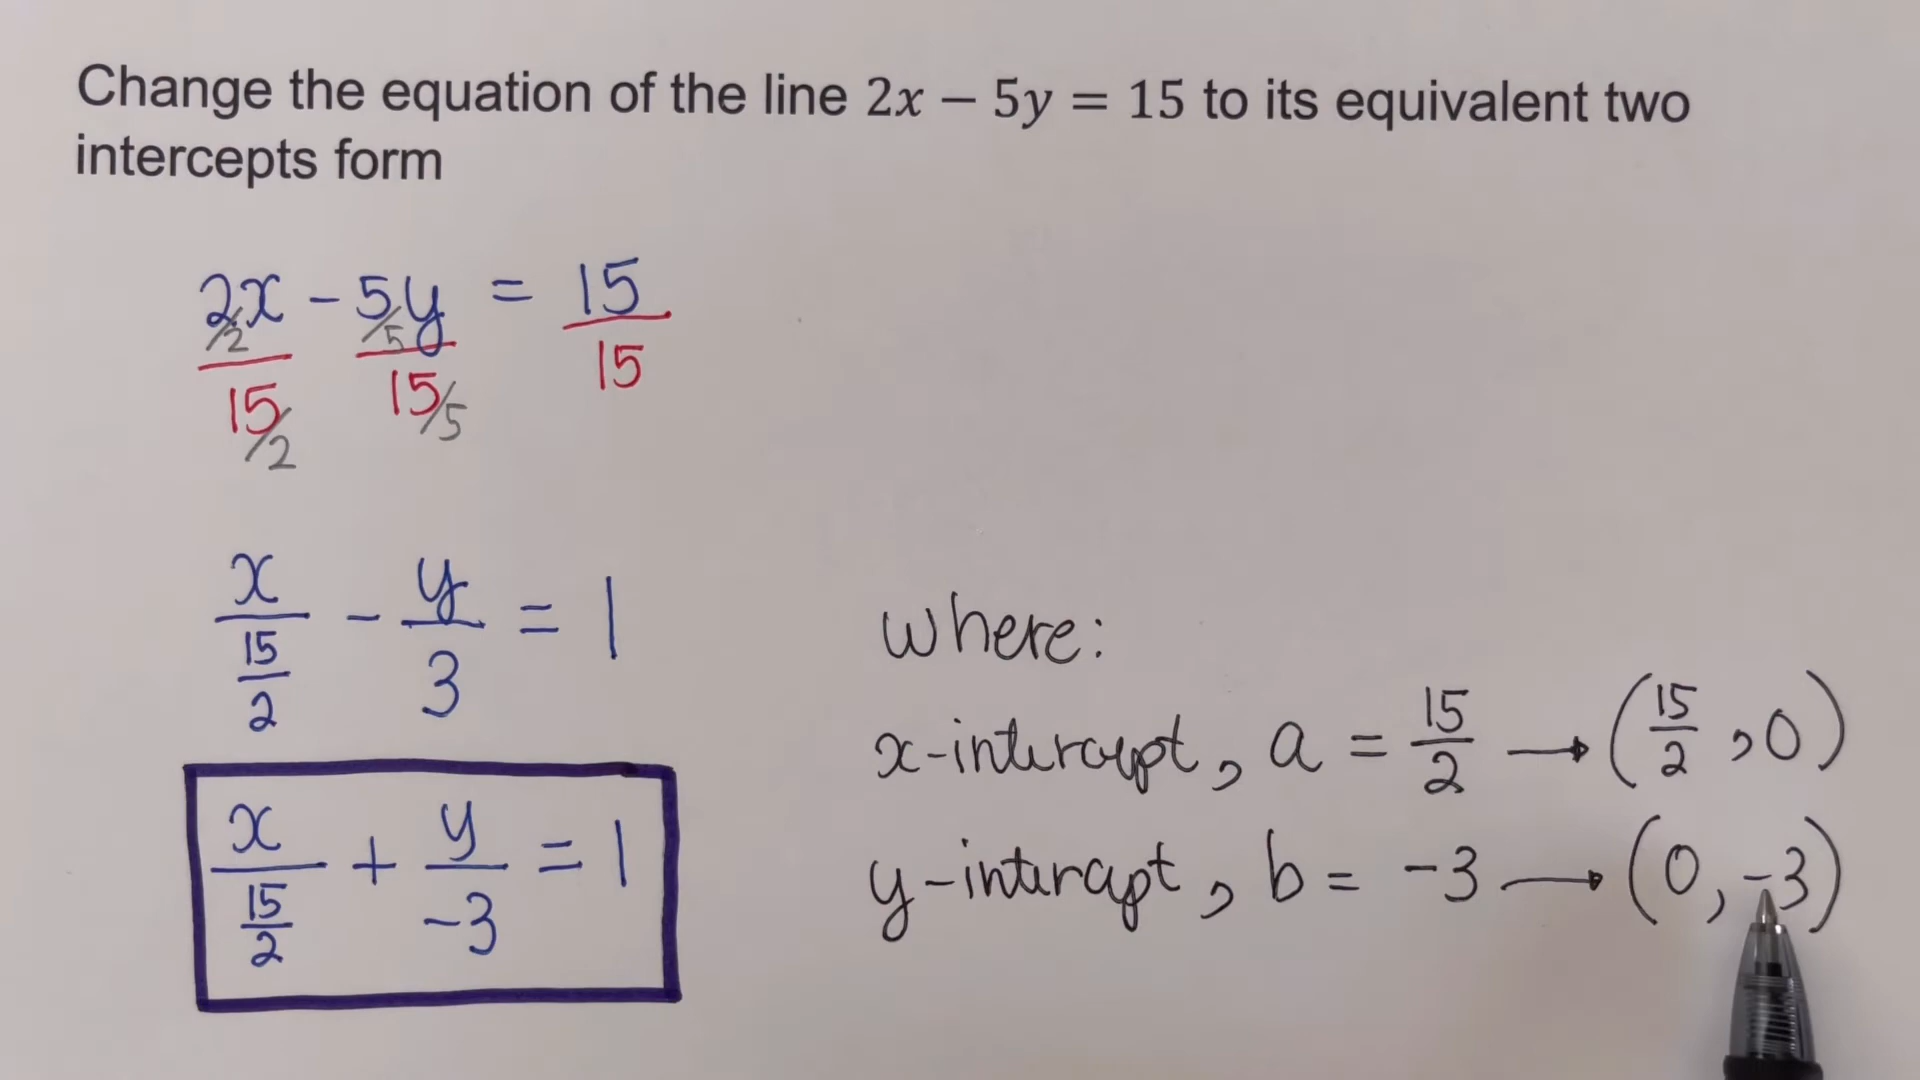 Change the equation of the line 2x − 5y = 15 to its equivalent two
intercepts form
2x/2 - 5y/5 = 15
15/2 15/5 15
x/(15/2) - y/3 = 1
where:
x-intercept, a = 15/2 → (15/2, 0)
x/(15/2) + y/-3 = 1
y-intercept, b = -3 → (0, -3)